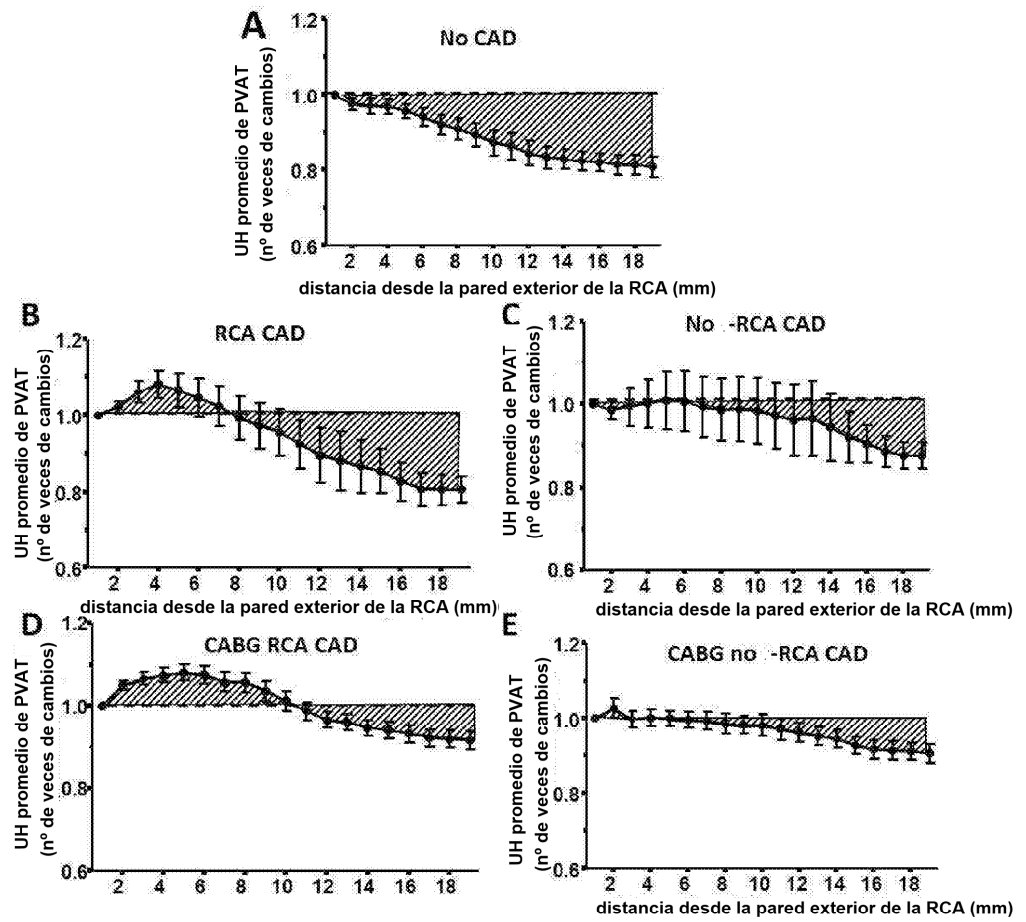 A
No CAD
UH promedio de PVAT
(nº de veces de cambios)
1.2
1.0
0.8
0.6
2 4 6 8 10 12 14 16 18
distancia desde la pared exterior de la RCA (mm)
B
RCA CAD
UH promedio de PVAT
(nº de veces de cambios)
1.2
1.0
0.8
0.6
2 4 6 8 10 12 14 16 18
distancia desde la pared exterior de la RCA (mm)
C
No -RCA CAD
UH promedio de PVAT
(nº de veces de cambios)
1.2
1.0
0.8
0.6
2 4 6 8 10 12 14 16 18
distancia desde la pared exterior de la RCA (mm)
D
CABG RCA CAD
UH promedio de PVAT
(nº de veces de cambios)
1.2
1.0
0.8
0.6
2 4 6 8 10 12 14 16 18
E
CABG no -RCA CAD
UH promedio de PVAT
(nº de veces de cambios)
1.2
1.0
0.8
0.6
2 4 6 8 10 12 14 16 18
distancia desde la pared exterior de la RCA (mm)